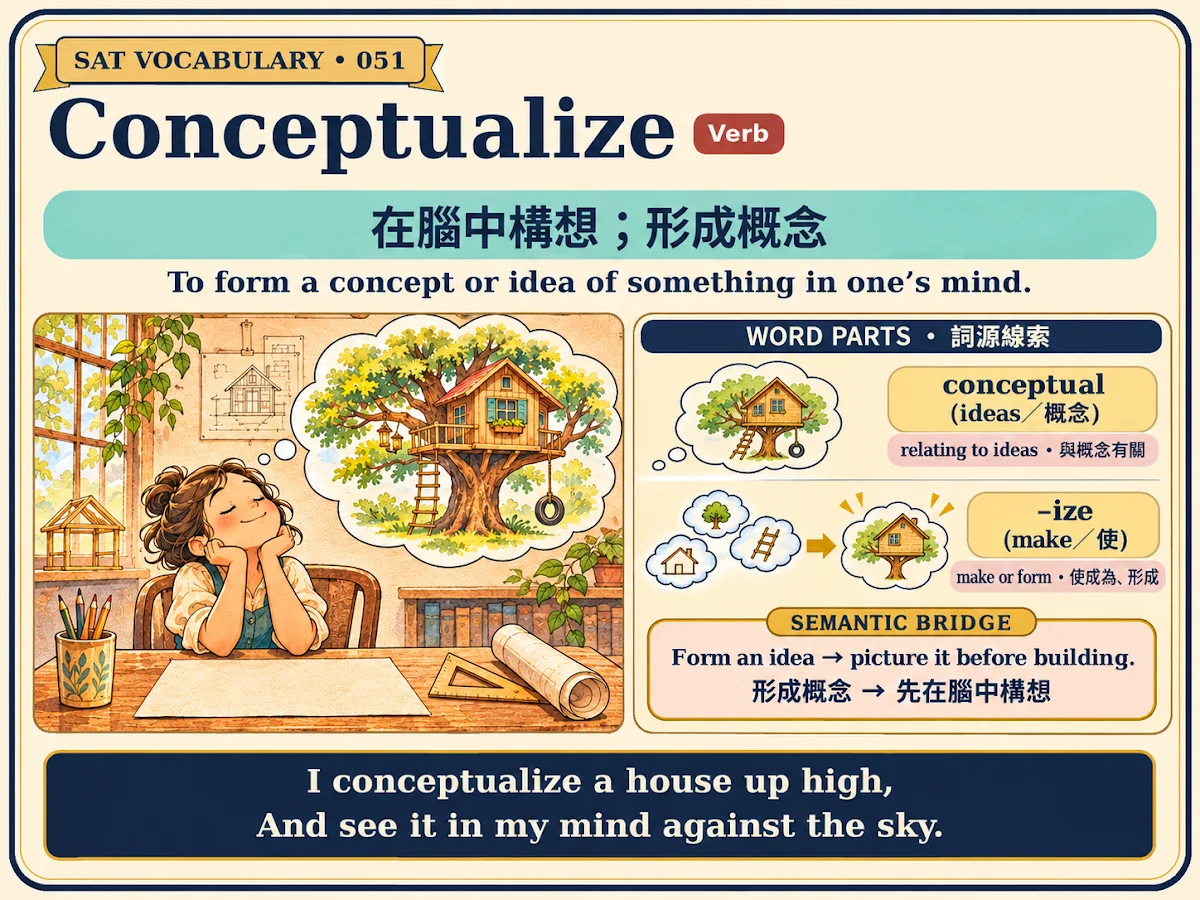 SAT VOCABULARY • 051
Conceptualize
Verb
在腦中構想；形成概念
To form a concept or idea of something in one’s mind.
WORD PARTS • 詞源線索
conceptual
(ideas／概念)
relating to ideas • 與概念有關
–ize
(make／使)
make or form • 使成為、形成
SEMANTIC BRIDGE
Form an idea → picture it before building.
形成概念 → 先在腦中構想
I conceptualize a house up high,
And see it in my mind against the sky.